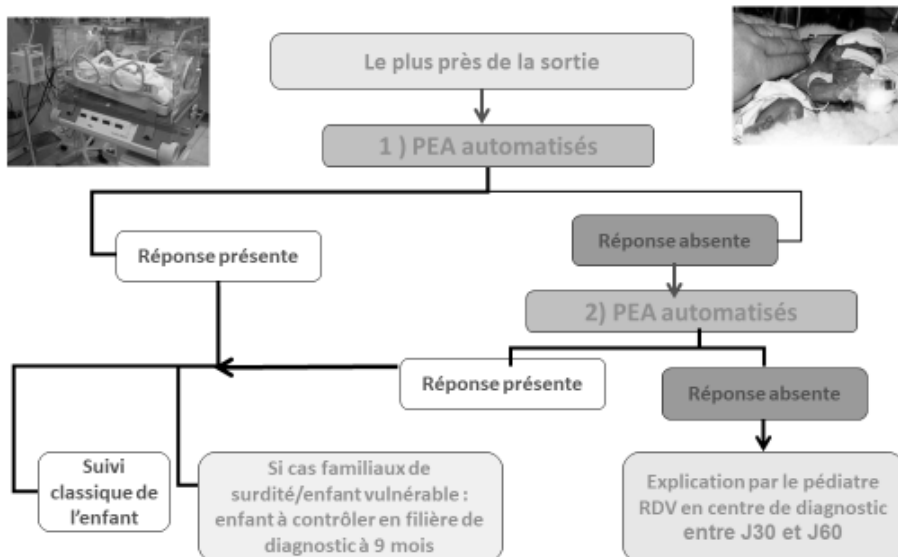 Le plus près de la sortie
1 ) PEA automatisés
Réponse présente
Réponse absente
2) PEA automatisés
Réponse présente
Réponse absente
Suivi
classique de
l'enfant
Si cas familiaux de
surdité/enfant vulnérable :
enfant à contrôler en filière de
diagnostic à 9 mois
Explication par le pédiatre
RDV en centre de diagnostic
entre J30 et J60